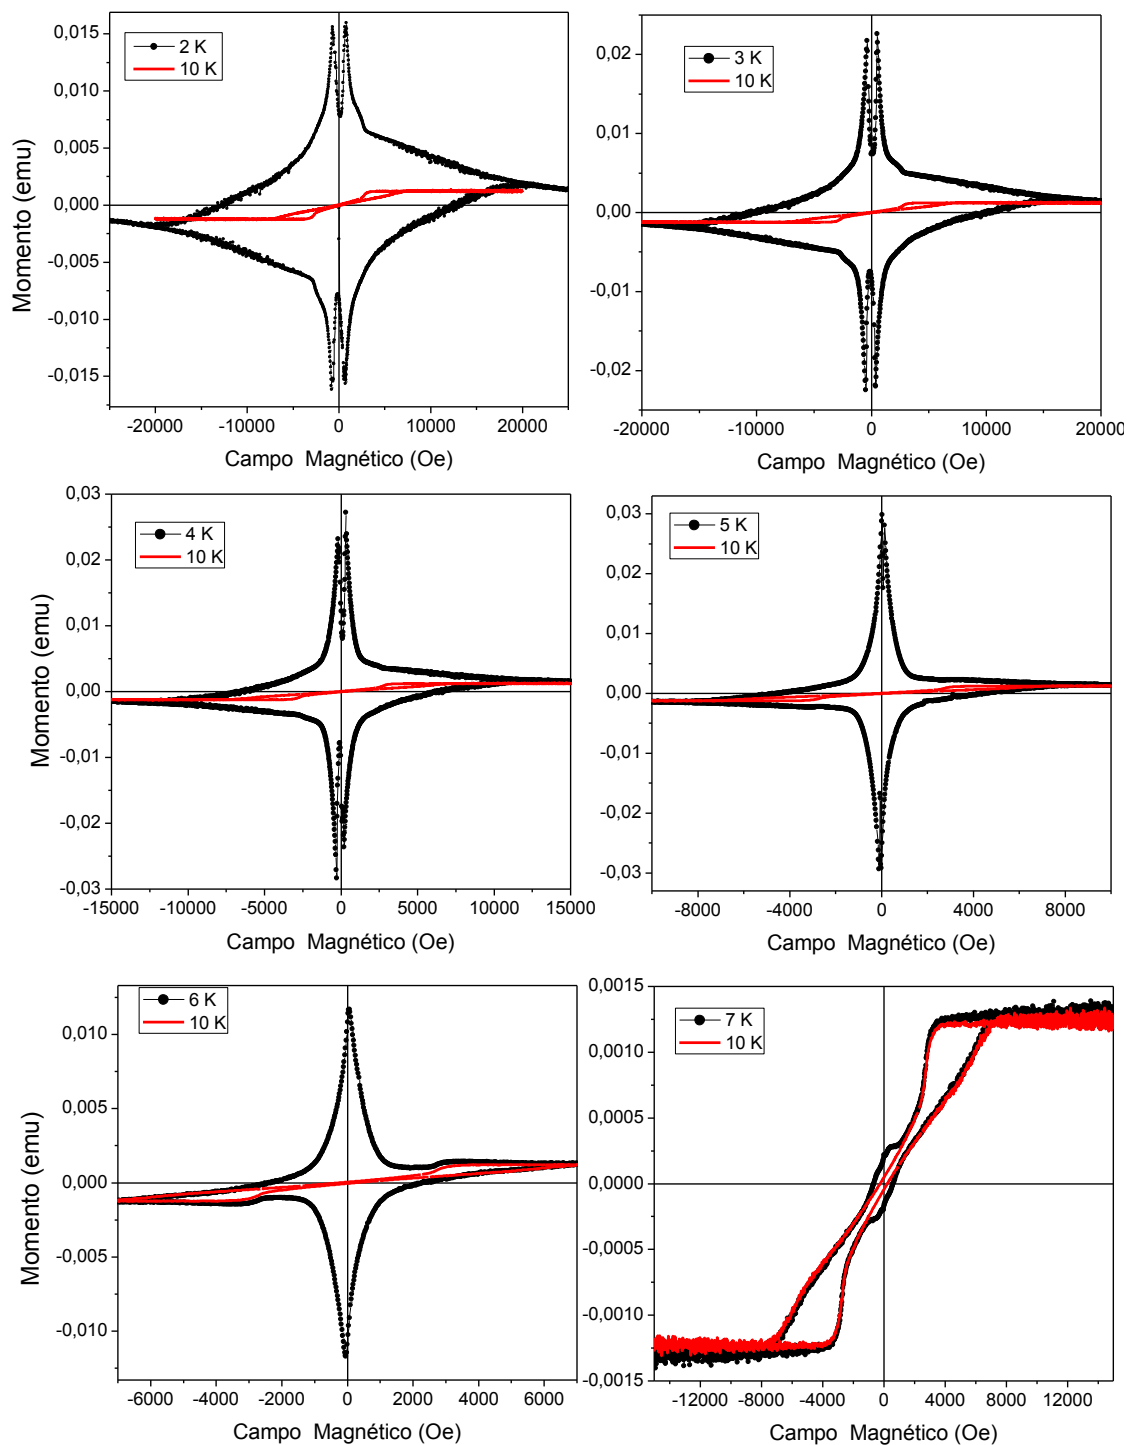 2 K
10 K
0,015
0,010
0,005
0,000
-0,005
-0,010
-0,015
Momento (emu)
-20000 -10000 0 10000 20000
Campo Magnético (Oe)
3 K
10 K
0,02
0,01
0,00
-0,01
-0,02
-20000 -10000 0 10000 20000
Campo Magnético (Oe)
4 K
10 K
0,03
0,02
0,01
0,00
-0,01
-0,02
-0,03
Momento (emu)
-15000 -10000 -5000 0 5000 10000 15000
Campo Magnético (Oe)
5 K
10 K
0,03
0,02
0,01
0,00
-0,01
-0,02
-0,03
-8000 -4000 0 4000 8000
Campo Magnético (Oe)
6 K
10 K
0,010
0,005
0,000
-0,005
-0,010
Momento (emu)
-6000 -4000 -2000 0 2000 4000 6000
Campo Magnético (Oe)
7 K
10 K
0,0015
0,0010
0,0005
0,0000
-0,0005
-0,0010
-0,0015
-12000 -8000 -4000 0 4000 8000 12000
Campo Magnético (Oe)